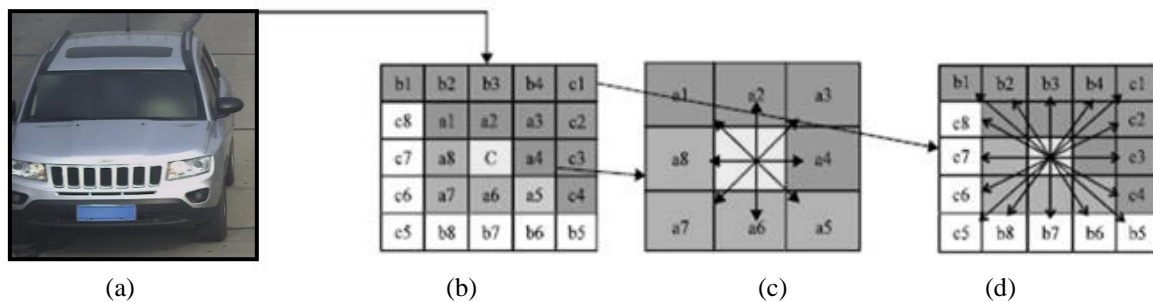 b1 b2 b3 b4 c1
c8 a1 a2 a3 c2
c7 a8 C a4 c3
c6 a7 a6 a5 c4
c5 b8 b7 b6 b5
a1 a2 a3
a8 a4
a7 a6 a5
b1 b2 b3 b4 c1
c8 c2
c7 c3
c6 c4
c5 b8 b7 b6 b5
(a) (b) (c) (d)